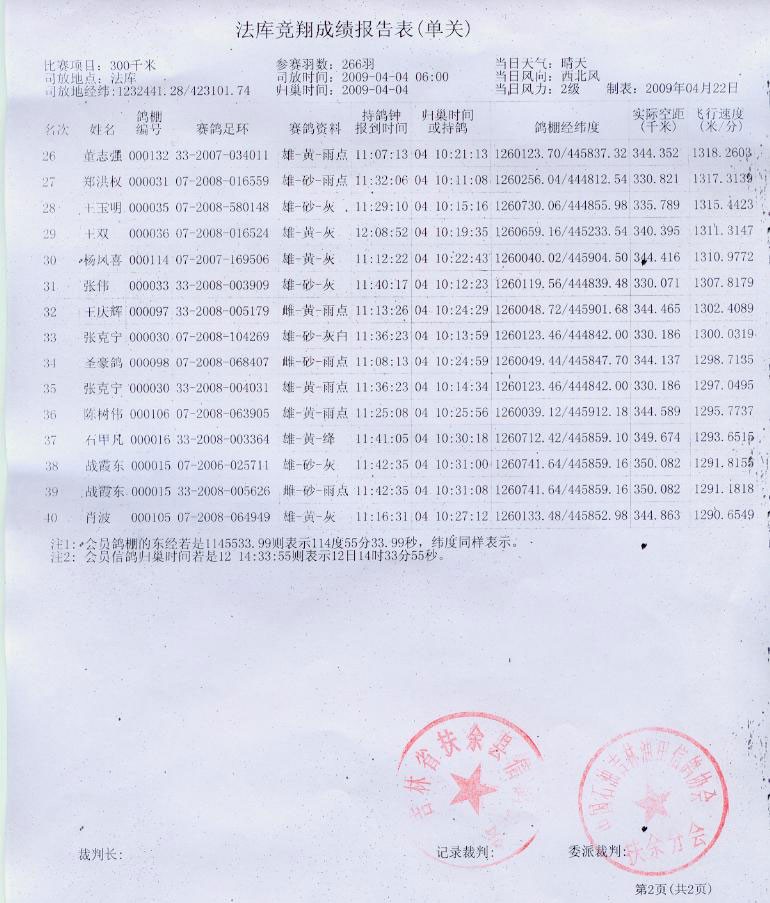 法库竞翔成绩报告表(单关)
比赛项目: 300千米 参赛羽数: 266羽 当日天气: 晴天
司放地点: 法库 司放时间: 2009-04-04 06:00 当日风向: 西北风
司放地经纬:1232441.28/423101.74 归巢时间: 2009-04-04 当日风力: 2级 制表: 2009年04月22日
名次 姓名 鸽棚编号 赛鸽足环 赛鸽资料 持鸽钟报到时间 归巢时间或持鸽 鸽棚经纬度 实际空距(千米) 飞行速度(米/分)
26 董志强 000132 33-2007-034011 雄-黄-雨点 11:07:13 04 10:21:13 1260123.70/445837.32 344.352 1318.2603
27 郑洪权 000031 07-2008-016559 雄-砂-雨点 11:32:06 04 10:11:08 1260256.04/444812.54 330.821 1317.3139
28 王玉明 000035 07-2008-580148 雄-砂-灰 11:29:10 04 10:15:16 1260730.06/444855.98 335.789 1315.4423
29 王双 000036 07-2008-016524 雄-黄-灰 12:08:52 04 10:19:35 1260659.16/445233.54 340.395 1311.3147
30 杨风喜 000114 07-2007-169506 雄-黄-灰 11:12:22 04 10:22:43 1260040.02/445904.50 344.416 1310.9772
31 张伟 000033 33-2008-003909 雄-砂-灰 11:40:17 04 10:12:23 1260119.56/444839.48 330.071 1307.8179
32 王庆辉 000097 33-2008-005179 雌-黄-雨点 11:13:26 04 10:24:29 1260048.72/445901.68 344.465 1302.4089
33 张克宁 000030 07-2008-104269 雄-砂-灰白 11:36:23 04 10:13:59 1260123.46/444842.00 330.186 1300.0319
34 圣豪鸽 000098 07-2008-068407 雌-砂-雨点 11:08:13 04 10:24:59 1260049.44/445847.70 344.137 1298.7135
35 张克宁 000030 33-2008-004031 雄-砂-雨点 11:36:23 04 10:14:34 1260123.46/444842.00 330.186 1297.0495
36 陈树伟 000106 07-2008-063905 雄-黄-雨点 11:25:08 04 10:25:56 1260039.12/445912.18 344.589 1295.7737
37 石甲凡 000016 33-2008-003364 雄-黄-绛 11:41:05 04 10:30:18 1260712.42/445859.10 349.674 1293.6515
38 战霞东 000015 07-2006-025711 雄-砂-灰 11:42:35 04 10:31:00 1260741.64/445859.16 350.082 1291.8155
39 战霞东 000015 33-2008-005626 雌-砂-雨点 11:42:35 04 10:31:08 1260741.64/445859.16 350.082 1291.1818
40 肖波 000105 07-2008-064949 雄-黄-灰 11:16:31 04 10:27:12 1260133.48/445852.98 344.863 1290.6549
注1: 会员鸽棚的东经若是1145533.99则表示114度55分33.99秒, 纬度同样表示。
注2: 会员信鸽归巢时间若是12 14:33:55则表示12日14时33分55秒。
吉林省扶余县信
中国石油吉林油田信鸽协会
扶余分会
裁判长: 记录裁判: 委派裁判:
第2页(共2页)